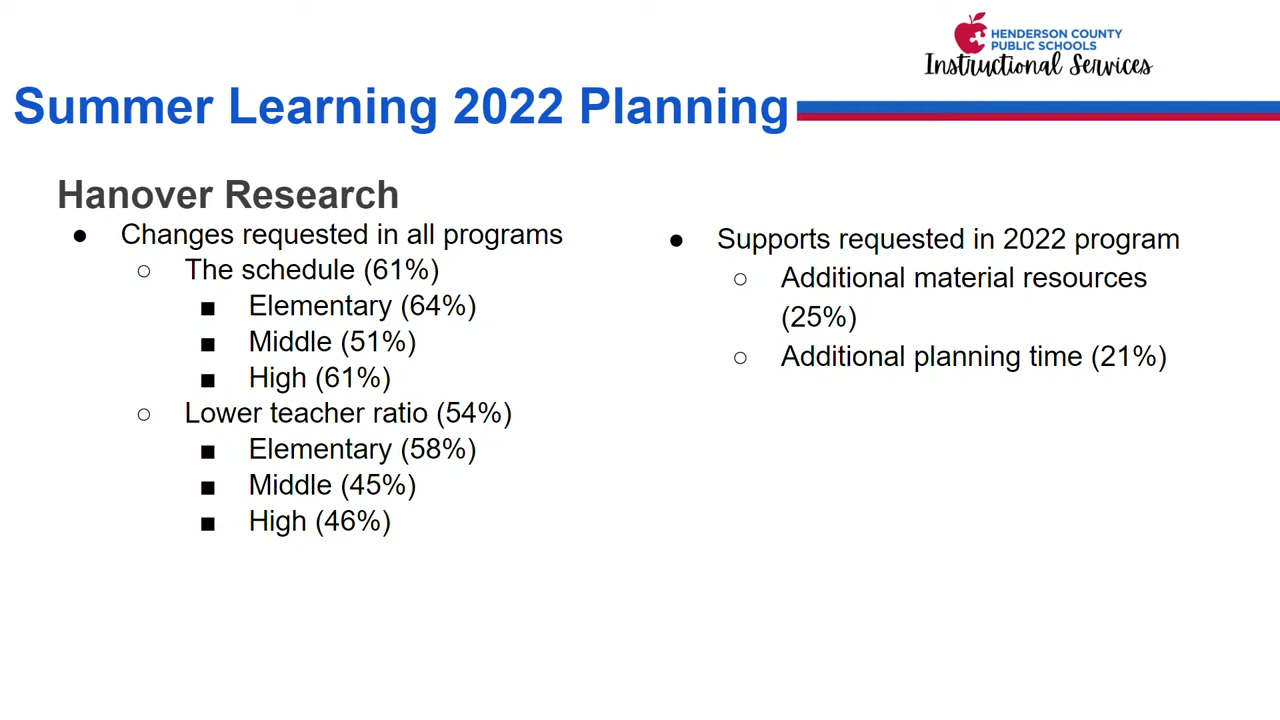 HENDERSON COUNTY
PUBLIC SCHOOLS
Instructional Services
Summer Learning 2022 Planning
Hanover Research
● Changes requested in all programs
○ The schedule (61%)
■ Elementary (64%)
■ Middle (51%)
■ High (61%)
○ Lower teacher ratio (54%)
■ Elementary (58%)
■ Middle (45%)
■ High (46%)
● Supports requested in 2022 program
○ Additional material resources
(25%)
○ Additional planning time (21%)